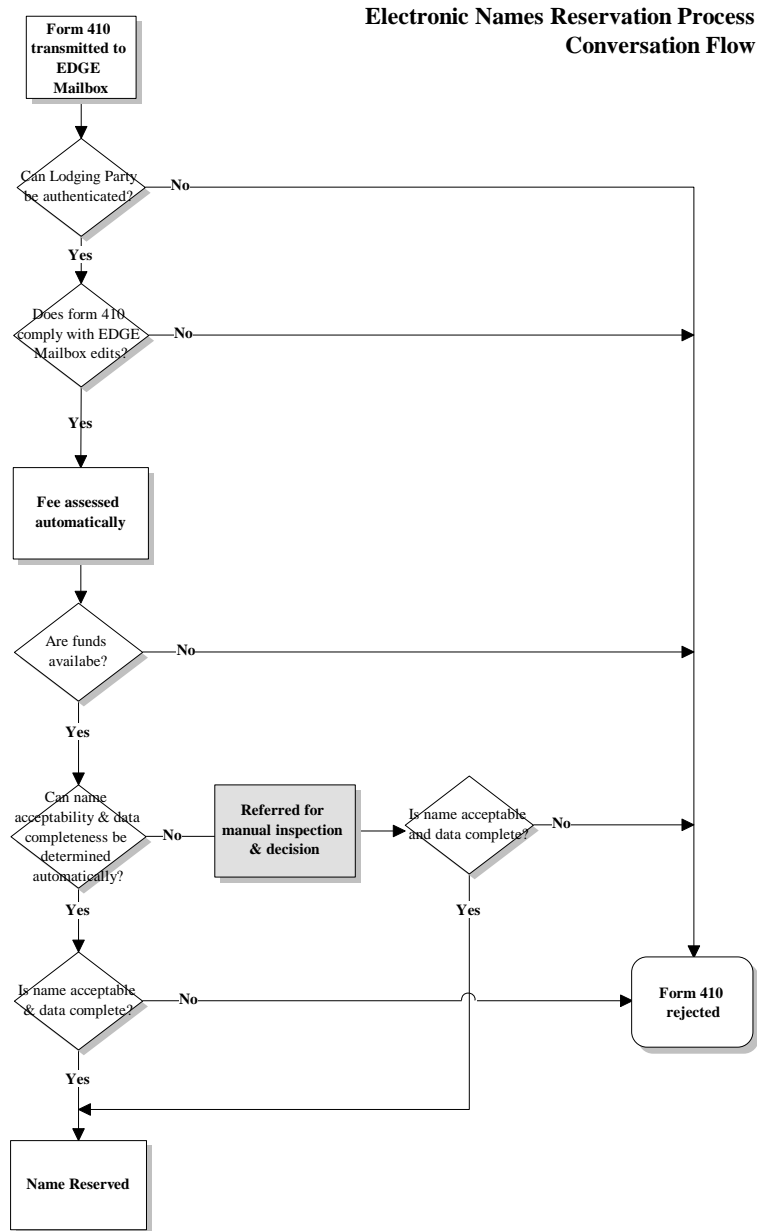 Electronic Names Reservation Process
Conversation Flow
Form 410
transmitted to
EDGE
Mailbox
Can Lodging Party
be authenticated?
No
Yes
Does form 410
comply with EDGE
Mailbox edits?
No
Yes
Fee assessed
automatically
Are funds
availabe?
No
Yes
Can name
acceptability & data
completeness be
determined
automatically?
No
Referred for
manual inspection
& decision
Is name acceptable
and data complete?
No
Yes
Yes
Is name acceptable
& data complete?
No
Form 410
rejected
Yes
Name Reserved